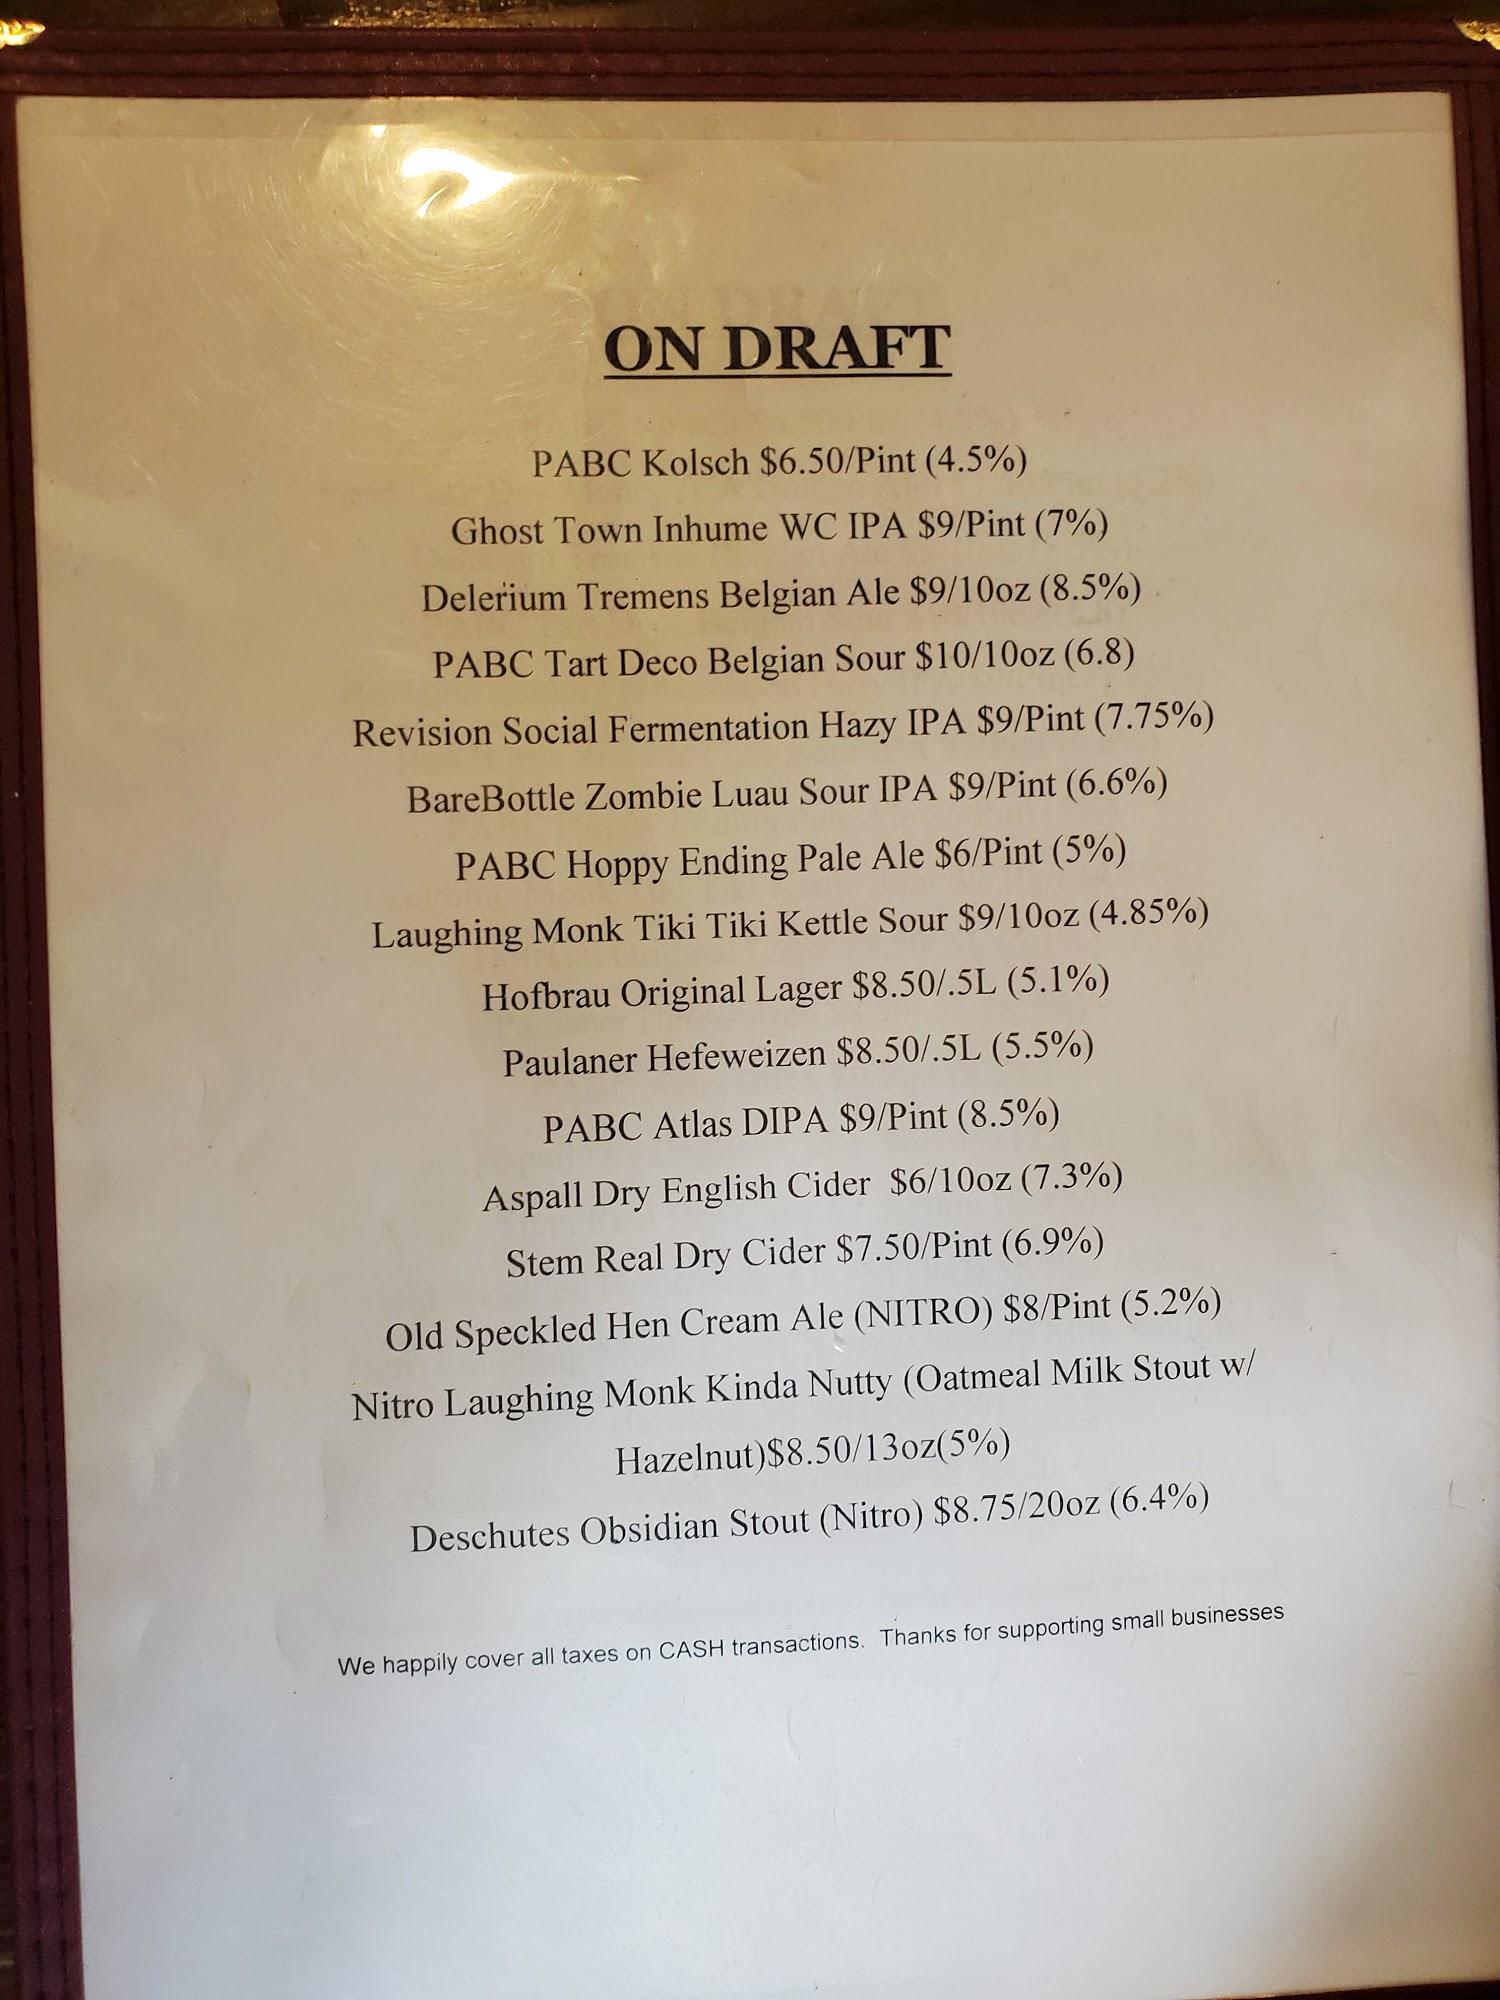 ON DRAFT
PABC Kolsch $6.50/Pint (4.5%)
Ghost Town Inhume WC IPA $9/Pint (7%)
Delerium Tremens Belgian Ale $9/10oz (8.5%)
PABC Tart Deco Belgian Sour $10/10oz (6.8)
Revision Social Fermentation Hazy IPA $9/Pint (7.75%)
BareBottle Zombie Luau Sour IPA $9/Pint (6.6%)
PABC Hoppy Ending Pale Ale $6/Pint (5%)
Laughing Monk Tiki Tiki Kettle Sour $9/10oz (4.85%)
Hofbrau Original Lager $8.50/.5L (5.1%)
Paulaner Hefeweizen $8.50/.5L (5.5%)
PABC Atlas DIPA $9/Pint (8.5%)
Aspall Dry English Cider  $6/10oz (7.3%)
Stem Real Dry Cider $7.50/Pint (6.9%)
Old Speckled Hen Cream Ale (NITRO) $8/Pint (5.2%)
Nitro Laughing Monk Kinda Nutty (Oatmeal Milk Stout w/
Hazelnut)$8.50/13oz(5%)
Deschutes Obsidian Stout (Nitro) $8.75/20oz (6.4%)
We happily cover all taxes on CASH transactions.  Thanks for supporting small businesses